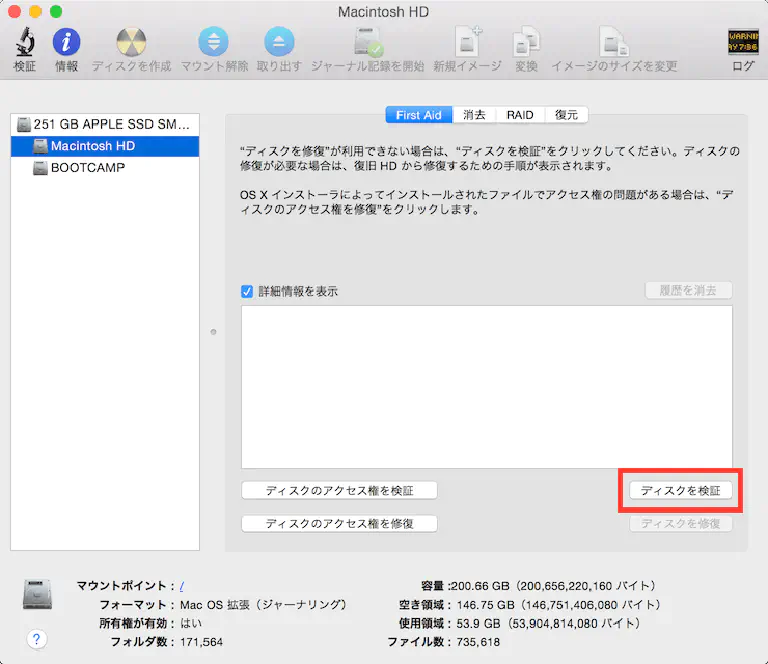 Macintosh HD
検証 情報 ディスクを作成 マウント解除 取り出す ジャーナル記録を開始 新規イメージ 変換 イメージのサイズを変更 ログ
WARNIN
AY 7:36
251 GB APPLE SSD SM...
Macintosh HD
BOOTCAMP
First Aid 消去 RAID 復元
“ディスクを修復”が利用できない場合は、“ディスクを検証”をクリックしてください。ディスクの
修復が必要な場合は、復旧 HD から修復するための手順が表示されます。
OS X インストーラによってインストールされたファイルでアクセス権の問題がある場合は、“デ
ィスクのアクセス権を修復”をクリックします。
詳細情報を表示 履歴を消去
ディスクのアクセス権を検証 ディスクを検証
ディスクのアクセス権を修復 ディスクを修復
マウントポイント : / 容量 :200.66 GB（200,656,220,160 バイト）
フォーマット : Mac OS 拡張（ジャーナリング） 空き領域 : 146.75 GB（146,751,406,080 バイト）
所有権が有効 : はい 使用領域 : 53.9 GB（53,904,814,080 バイト）
フォルダ数 : 171,564 ファイル数 : 735,618
?